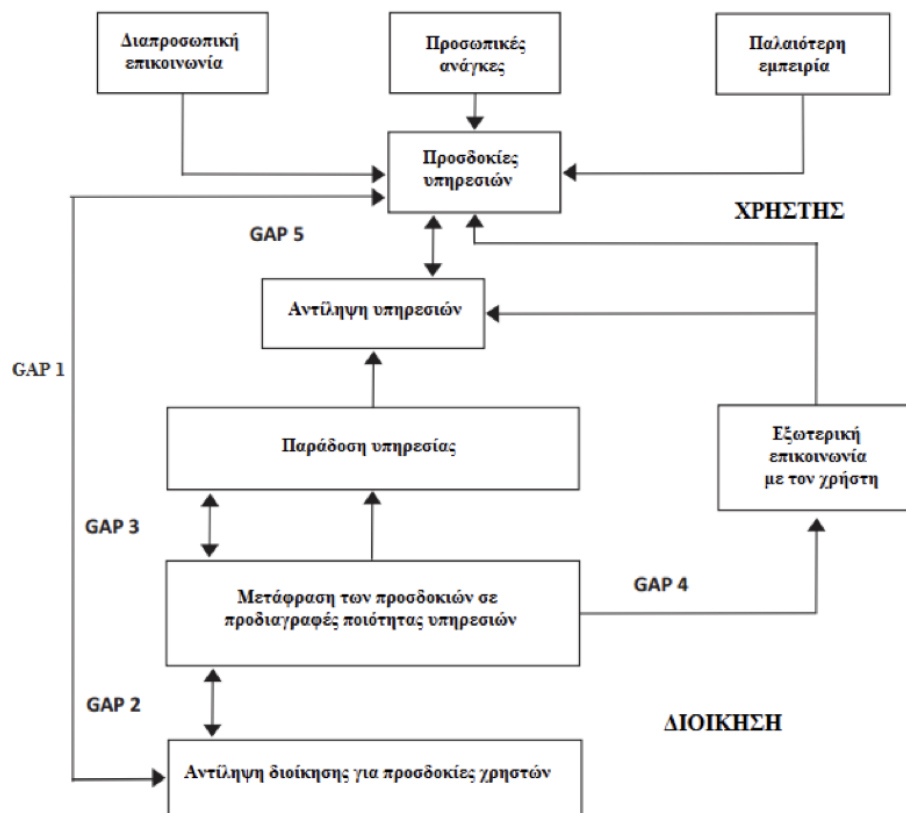 Διαπροσωπική
επικοινωνία
Προσωπικές
ανάγκες
Παλαιότερη
εμπειρία
Προσδοκίες
υπηρεσιών
ΧΡΗΣΤΗΣ
GAP 5
Αντίληψη υπηρεσιών
GAP 1
Παράδοση υπηρεσίας
Εξωτερική
επικοινωνία
με τον χρήστη
GAP 3
GAP 4
Μετάφραση των προσδοκιών σε
προδιαγραφές ποιότητας υπηρεσιών
GAP 2
ΔΙΟΙΚΗΣΗ
Αντίληψη διοίκησης για προσδοκίες χρηστών